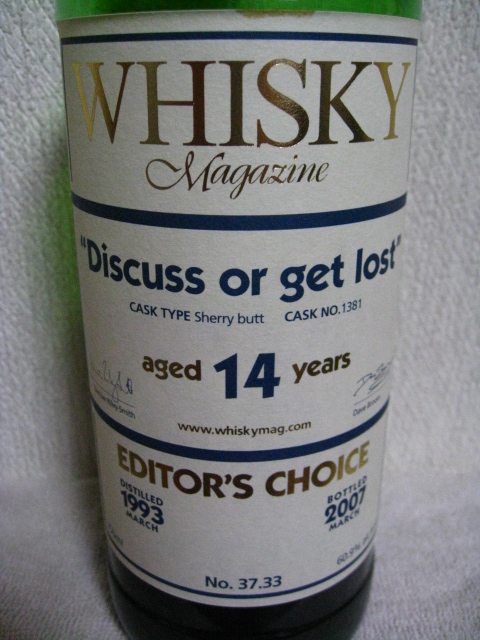 WHISKY
Magazine
"Discuss or get lost"
CASK TYPE Sherry butt CASK NO.1381
aged 14 years
www.whiskymag.com
EDITOR'S CHOICE
DISTILLED
1993
MARCH
BOTTLED
2007
MARCH
No. 37.33